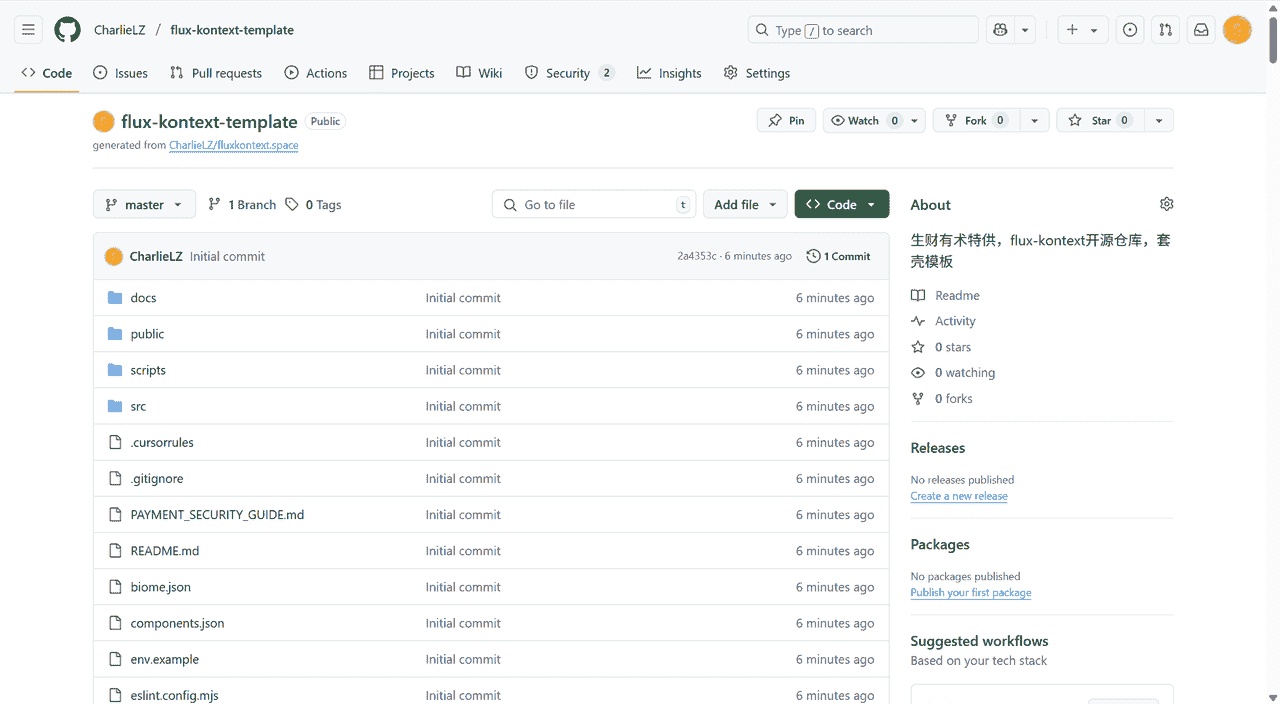 CharlieLZ / flux-kontext-template
Type / to search
Code Issues Pull requests Actions Projects Wiki Security 2 Insights Settings
flux-kontext-template Public
Pin Watch 0 Fork 0 Star 0
generated from CharlieLZ/fluxkontext.space
master 1 Branch 0 Tags Go to file t Add file Code
CharlieLZ Initial commit 2a4353c · 6 minutes ago 1 Commit
docs Initial commit 6 minutes ago
public Initial commit 6 minutes ago
scripts Initial commit 6 minutes ago
src Initial commit 6 minutes ago
.cursorrules Initial commit 6 minutes ago
.gitignore Initial commit 6 minutes ago
PAYMENT_SECURITY_GUIDE.md Initial commit 6 minutes ago
README.md Initial commit 6 minutes ago
biome.json Initial commit 6 minutes ago
components.json Initial commit 6 minutes ago
env.example Initial commit 6 minutes ago
eslint.config.mjs Initial commit 6 minutes ago
About
生财有术特供，flux-kontext开源仓库，套
壳模板
Readme
Activity
0 stars
0 watching
0 forks
Releases
No releases published
Create a new release
Packages
No packages published
Publish your first package
Suggested workflows
Based on your tech stack